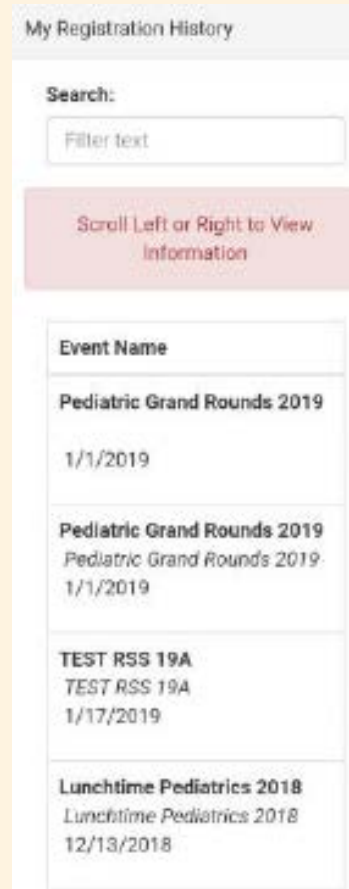 My Registration History
Search:
Filter text
Scroll Left or Right to View
Information
Event Name
Pediatric Grand Rounds 2019
1/1/2019
Pediatric Grand Rounds 2019
Pediatric Grand Rounds 2019
1/1/2019
TEST RSS 19A
TEST RSS 19A
1/17/2019
Lunchtime Pediatrics 2018
Lunchtime Pediatrics 2018
12/13/2018